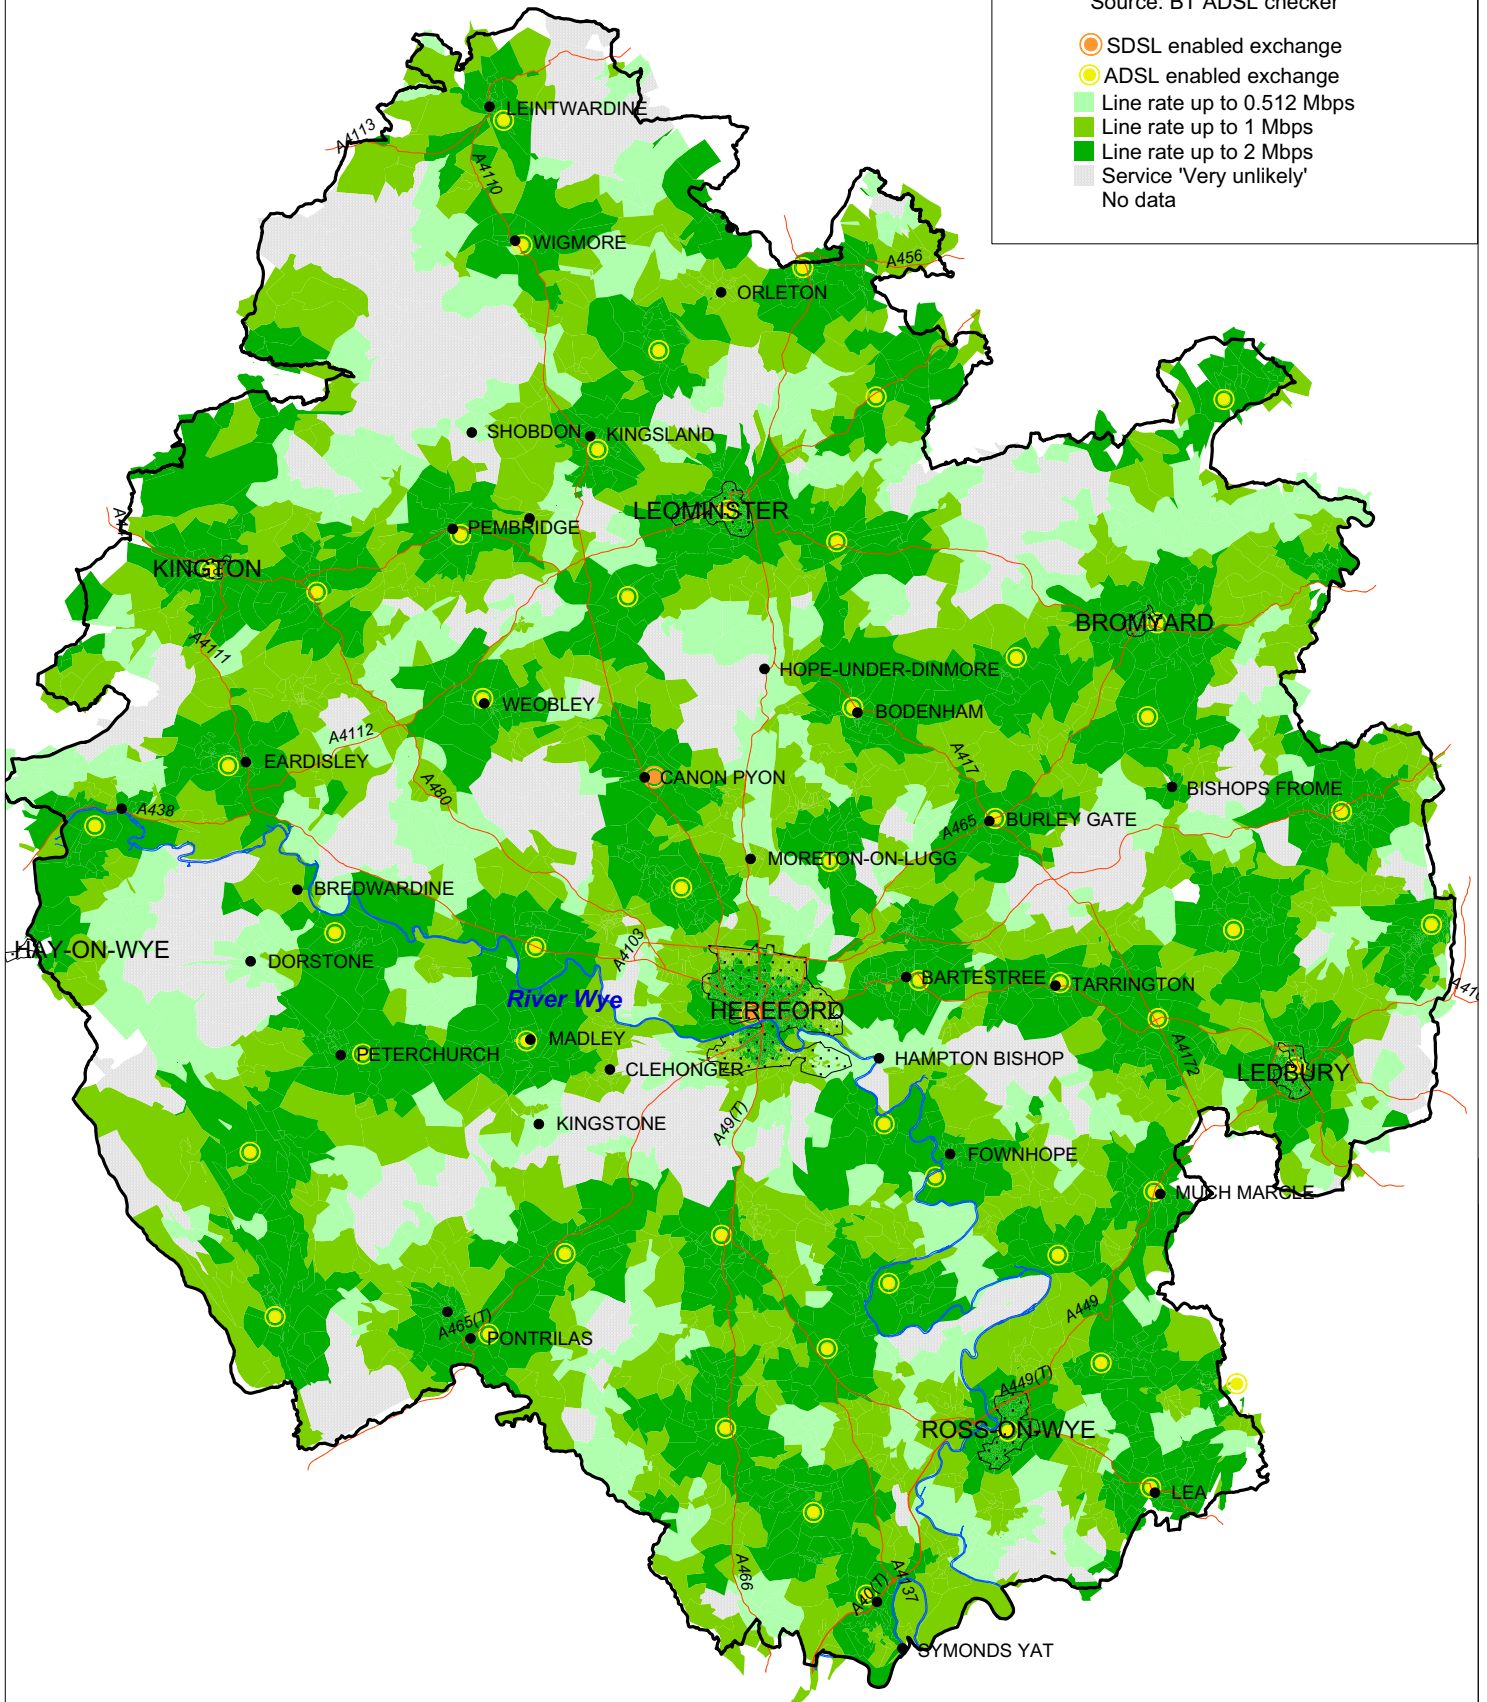 Source: BT ADSL checker
SDSL enabled exchange
ADSL enabled exchange
Line rate up to 0.512 Mbps
Line rate up to 1 Mbps
Line rate up to 2 Mbps
Service 'Very unlikely'
No data
LEINTWARDINE
A4113
A4110
WIGMORE
A456
ORLETON
SHOBDON
KINGSLAND
LEOMINSTER
PEMBRIDGE
KINGTON
BROMYARD
A4111
HOPE-UNDER-DINMORE
WEOBLEY
BODENHAM
A4112
A417
EARDISLEY
CANON PYON
A480
BISHOPS FROME
A438
BURLEY GATE
A465
MORETON-ON-LUGG
BREDWARDINE
HAY-ON-WYE
A4103
DORSTONE
BARTESTREE
TARRINGTON
River Wye
HEREFORD
MADLEY
PETERCHURCH
HAMPTON BISHOP
A4172
CLEHONGER
LEDBURY
KINGSTONE
A49(T)
FOWNHOPE
MUCH MARCLE
A449
A465(T)
PONTRILAS
A449(T)
ROSS-ON-WYE
LEA
A466
A40(T)
A4137
SYMONDS YAT